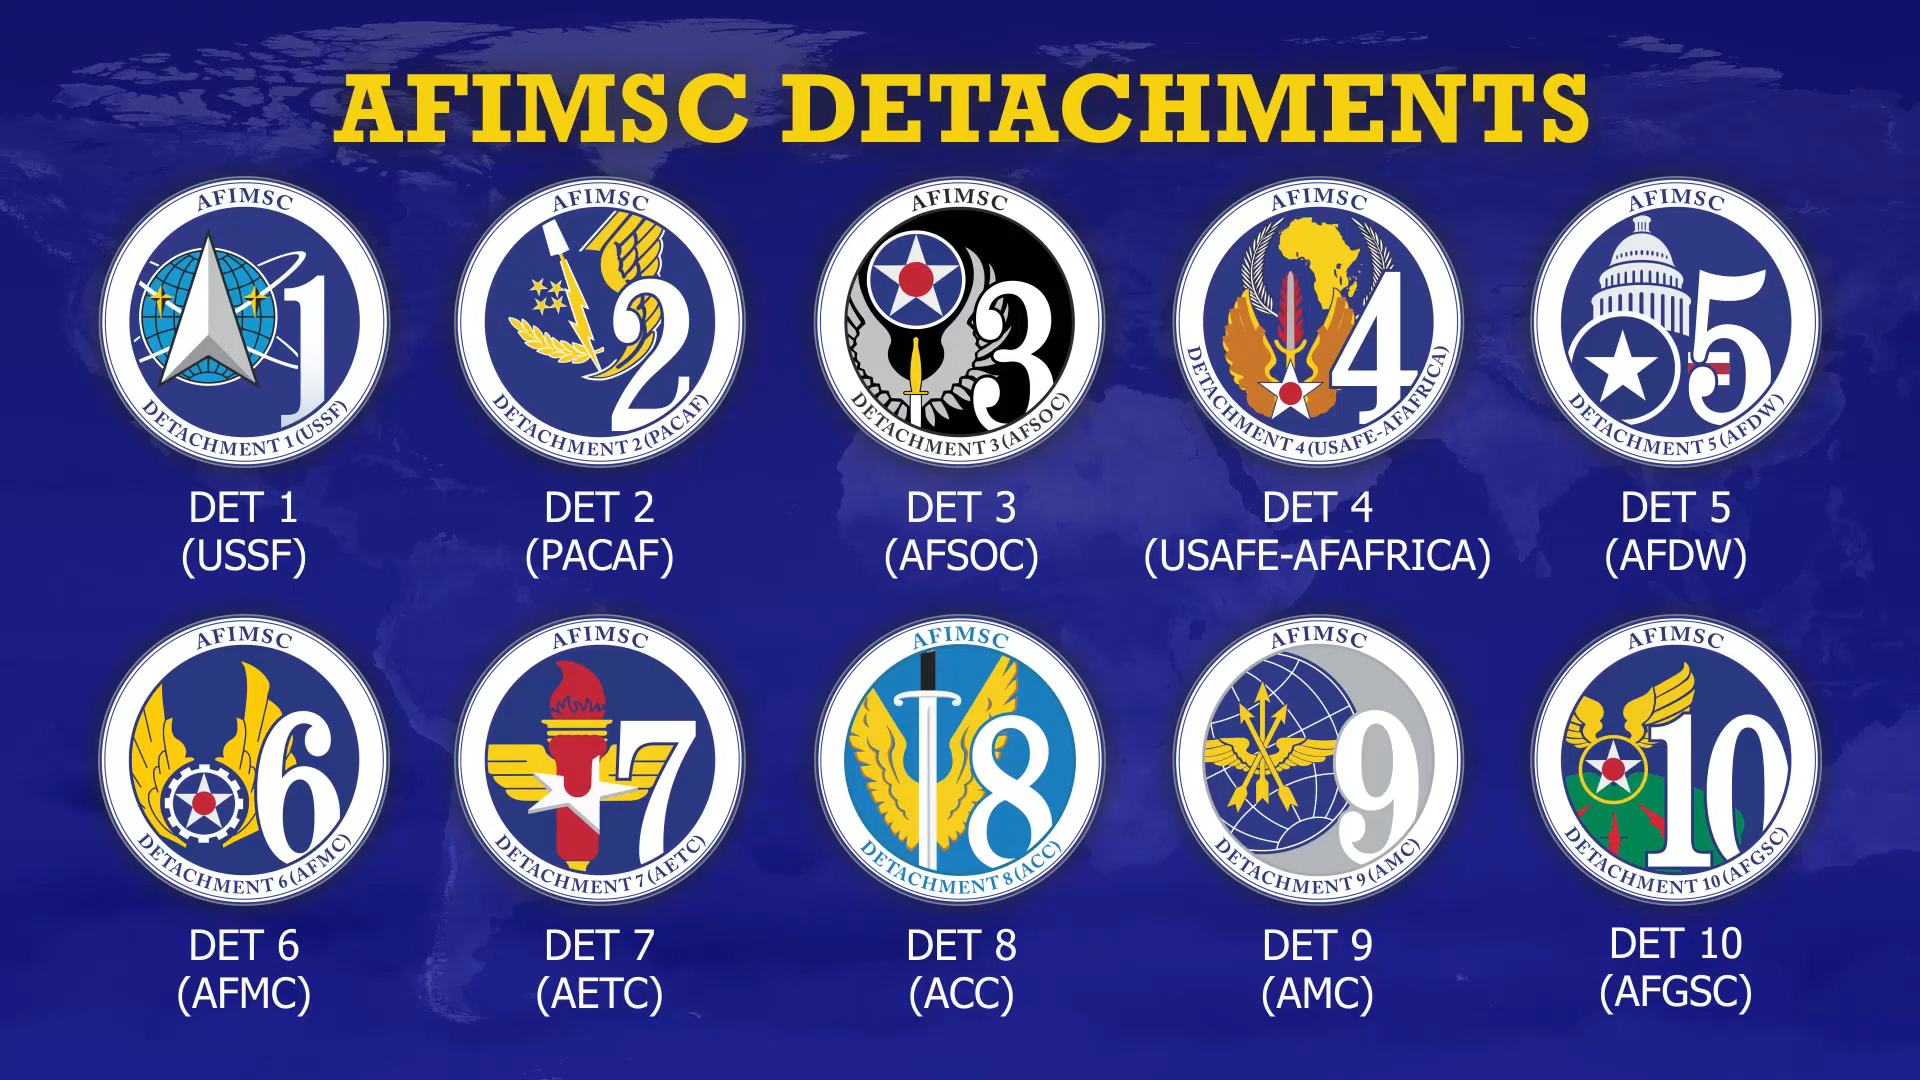 AFIMSC DETACHMENTS
AFIMSC
1
DETACHMENT 1 (USSF)
AFIMSC
2
DETACHMENT 2 (PACAF)
AFIMSC
3
DETACHMENT 3 (AFSOC)
AFIMSC
4
DETACHMENT 4 (USAFE-AFAFRICA)
AFIMSC
5
DETACHMENT 5 (AFDW)
DET 1
(USSF)
DET 2
(PACAF)
DET 3
(AFSOC)
DET 4
(USAFE-AFAFRICA)
DET 5
(AFDW)
AFIMSC
6
DETACHMENT 6 (AFMC)
AFIMSC
7
DETACHMENT 7 (AETC)
AFIMSC
8
DETACHMENT 8 (ACC)
AFIMSC
9
DETACHMENT 9 (AMC)
AFIMSC
10
DETACHMENT 10 (AFGSC)
DET 6
(AFMC)
DET 7
(AETC)
DET 8
(ACC)
DET 9
(AMC)
DET 10
(AFGSC)